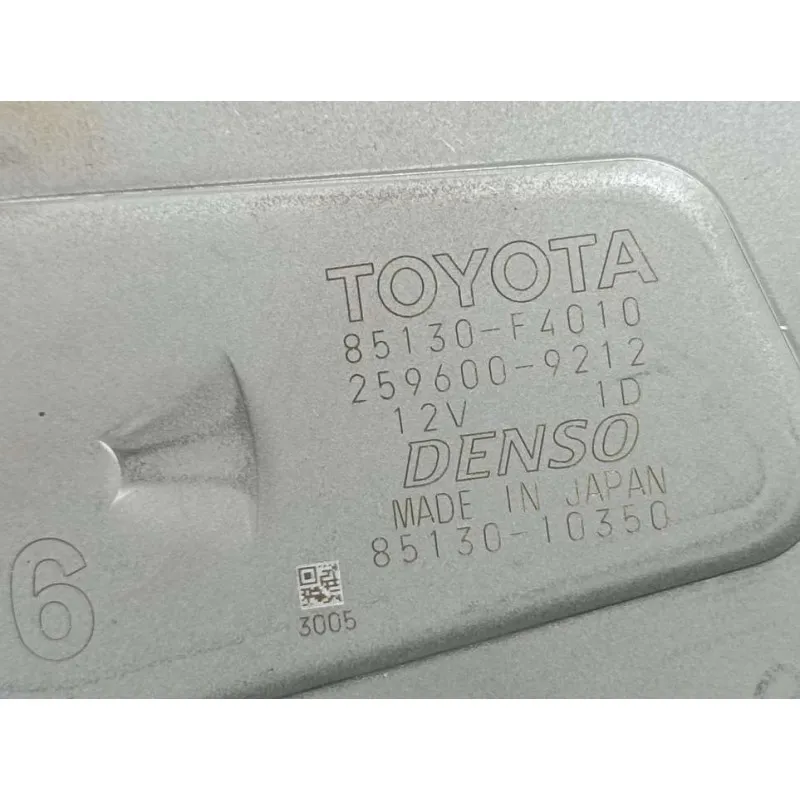 TOYOTA
85130-F4010
259600-9212
12V 1D
DENSO
MADE IN JAPAN
85130-10350
6
3005